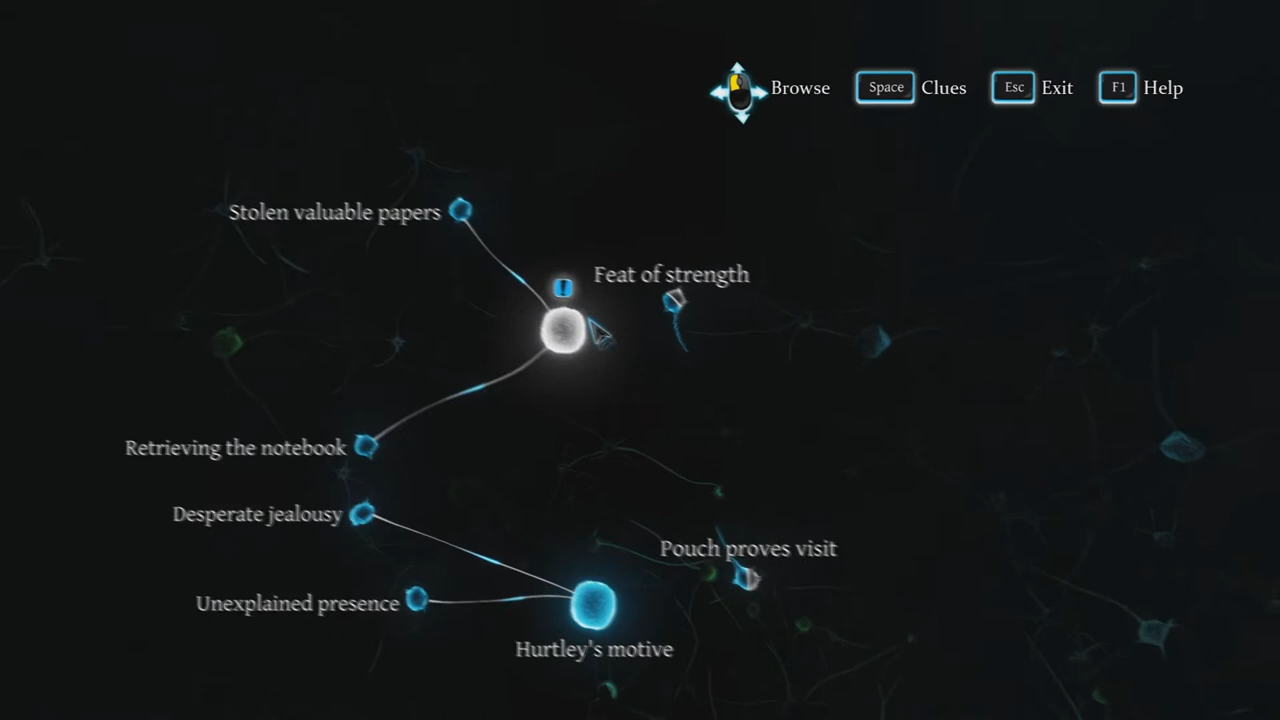 Browse
Space
Clues
Esc
Exit
F1
Help
Stolen valuable papers
!
Feat of strength
Retrieving the notebook
Desperate jealousy
Pouch proves visit
Unexplained presence
Hurtley's motive